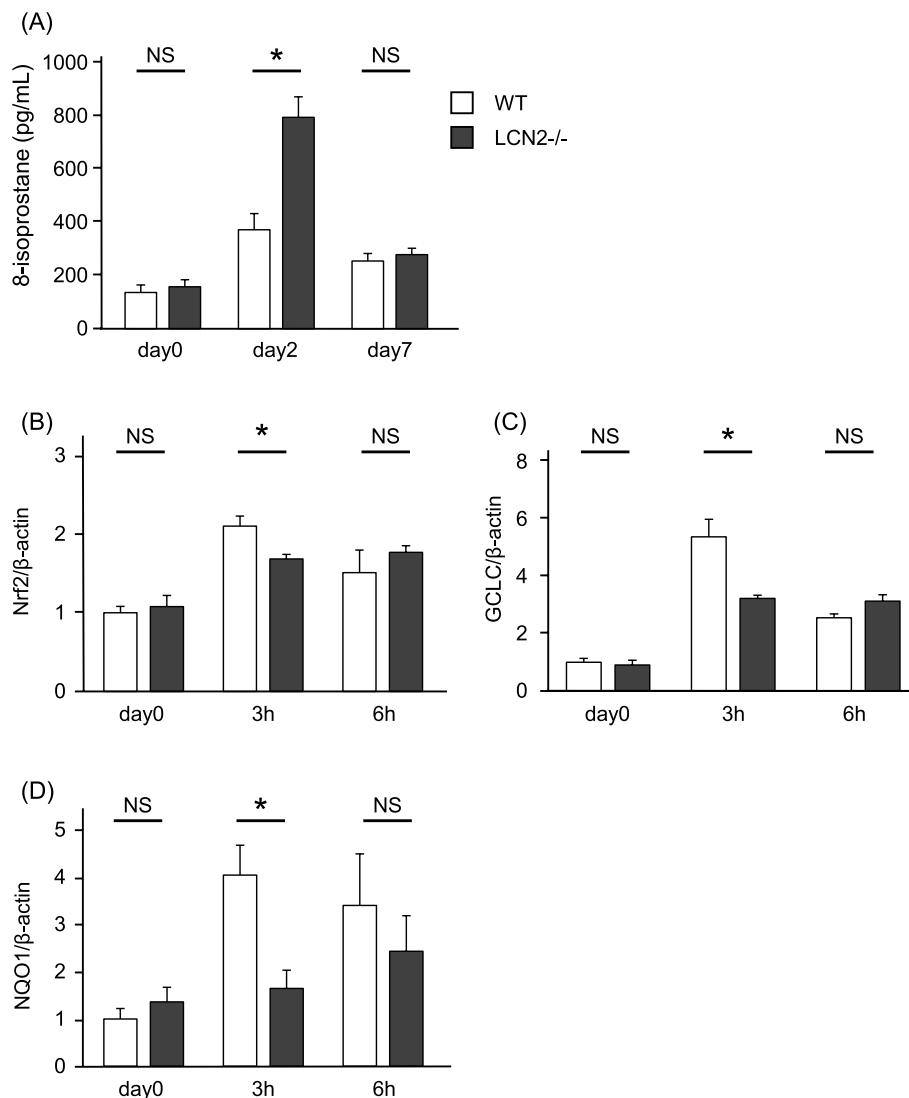 (A)
NS * NS
8-isoprostane (pg/mL)
1000
800
600
400
200
0
day0 day2 day7
WT
LCN2-/-
(B)
NS * NS
Nrf2/β-actin
3
2
1
0
day0 3h 6h
(C)
NS * NS
GCLC/β-actin
8
6
4
2
0
day0 3h 6h
(D)
NS * NS
NQO1/β-actin
5
4
3
2
1
0
day0 3h 6h